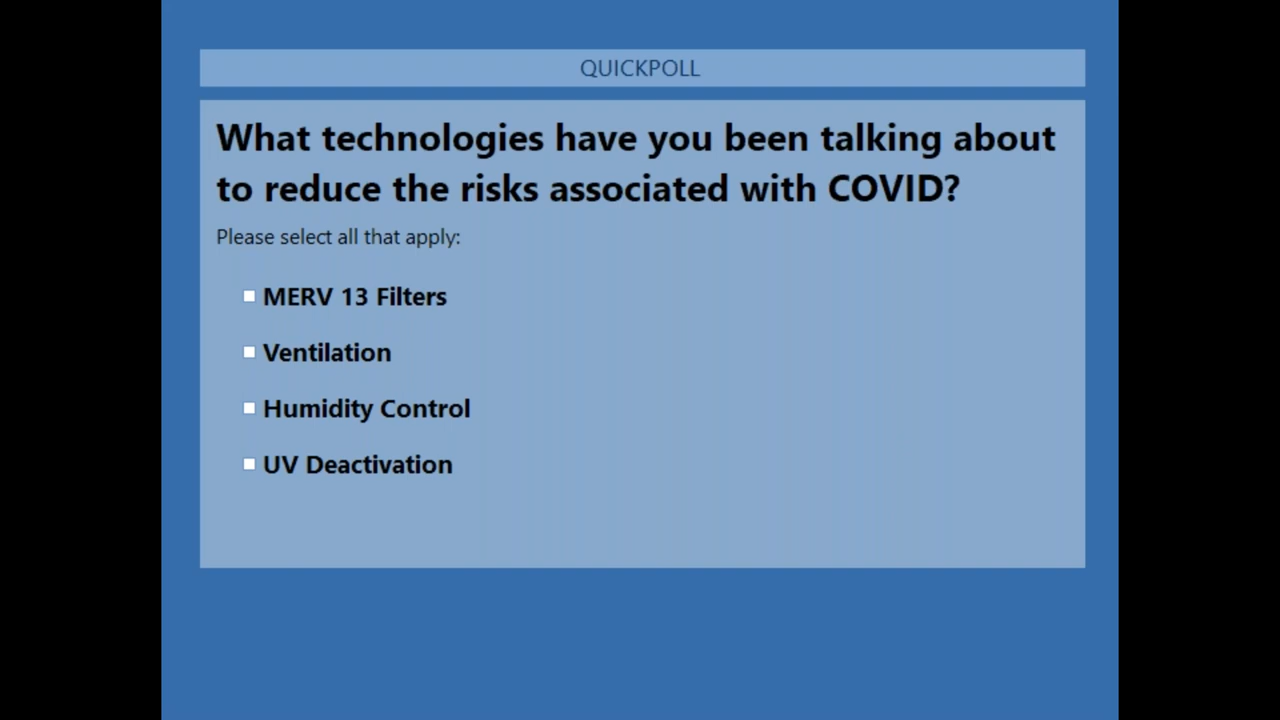 QUICKPOLL
What technologies have you been talking about
to reduce the risks associated with COVID?
Please select all that apply:
MERV 13 Filters
Ventilation
Humidity Control
UV Deactivation